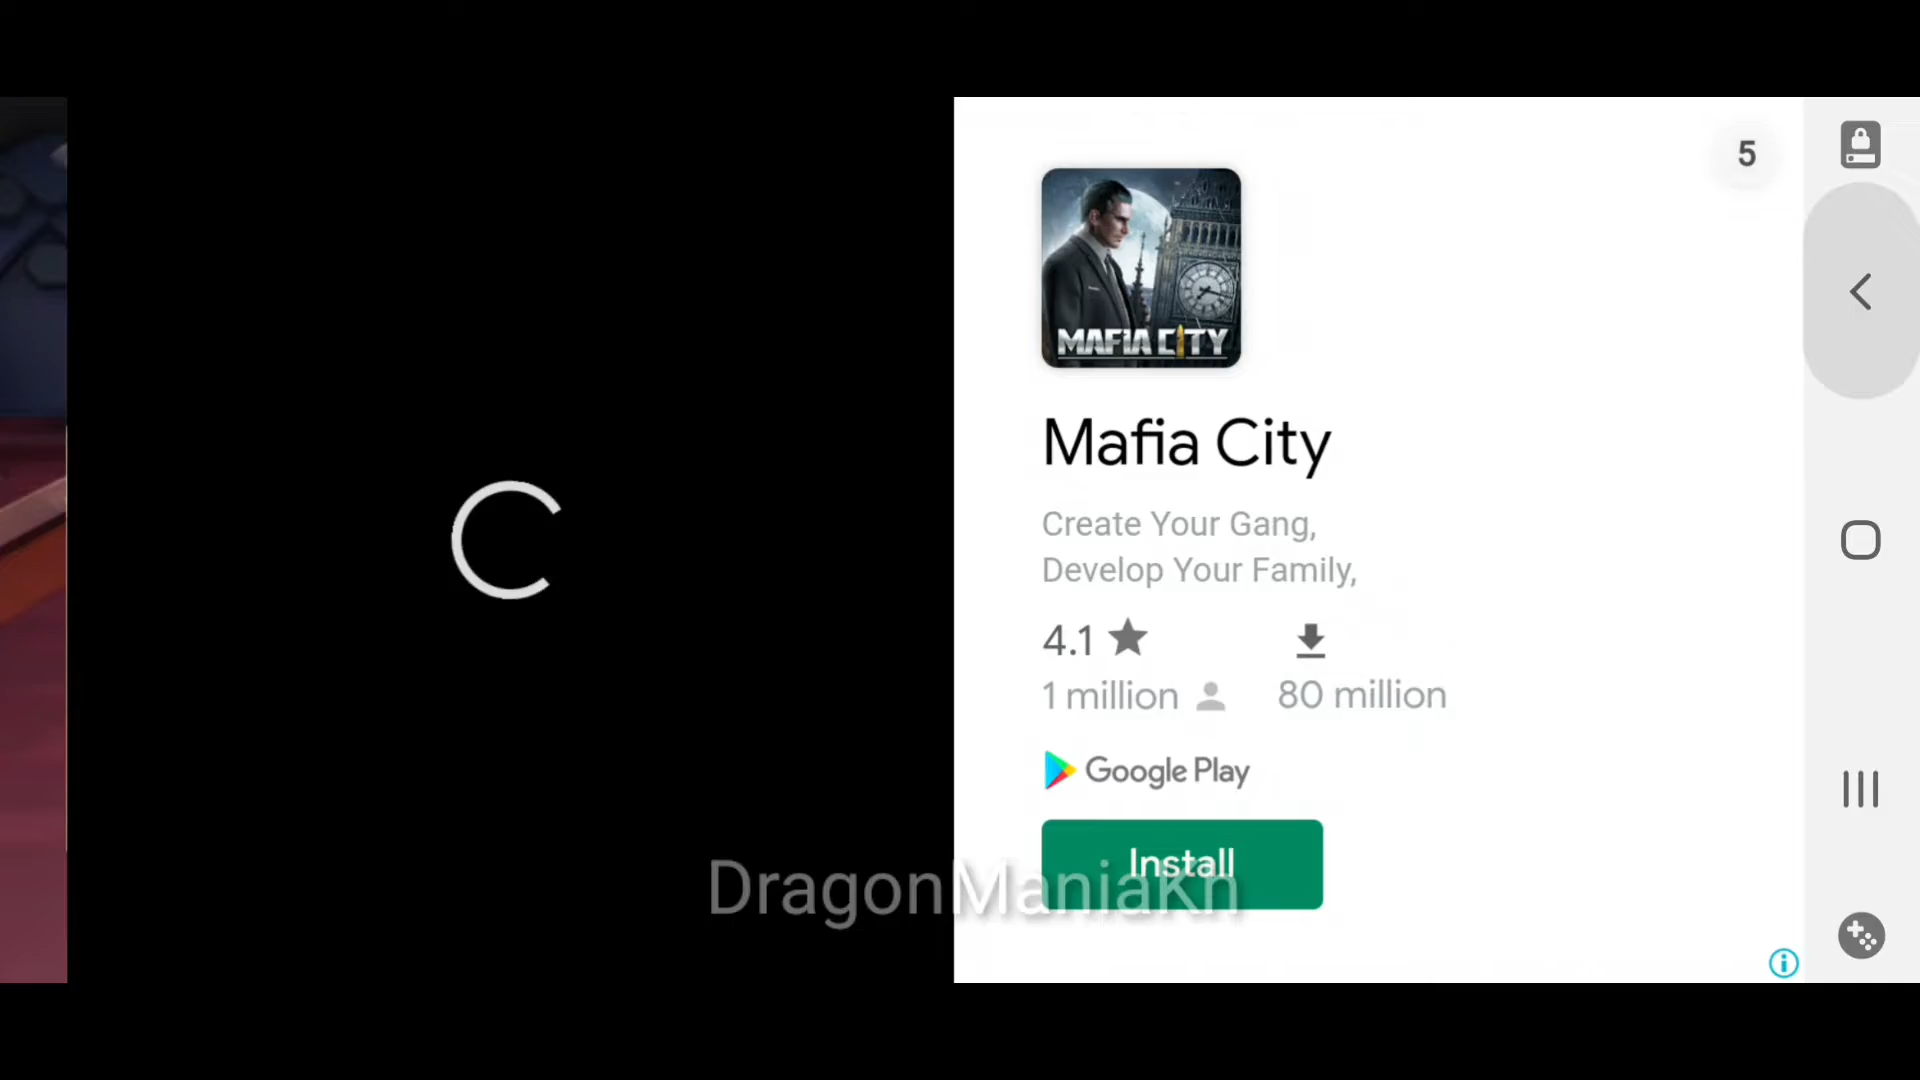 5
MAFIA CITY
Mafia City
Create Your Gang,
Develop Your Family,
4.1
1 million 80 million
Google Play
Install
DragonManiaKn